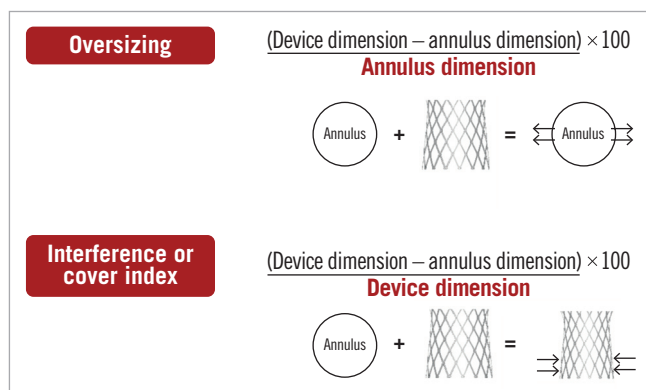 Oversizing
(Device dimension – annulus dimension) × 100
Annulus dimension
Annulus + = Annulus
Interference or
cover index
(Device dimension – annulus dimension) × 100
Device dimension
Annulus + =